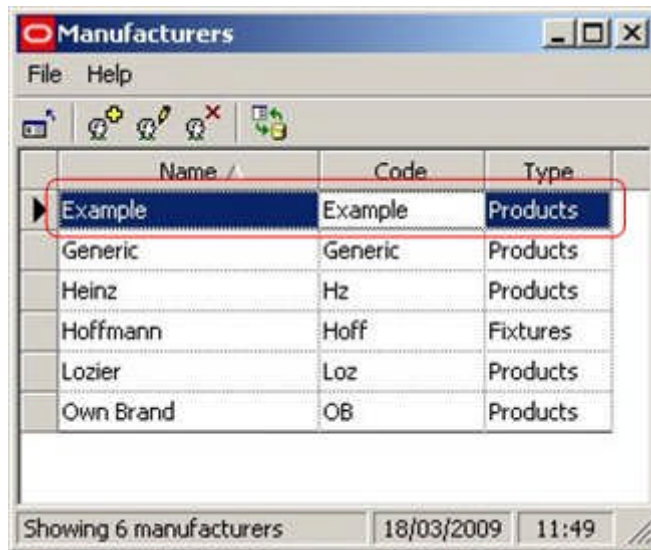 Manufacturers
File Help
Name Code Type
Example Example Products
Generic Generic Products
Heinz Hz Products
Hoffmann Hoff Fixtures
Lozier Loz Products
Own Brand OB Products
Showing 6 manufacturers 18/03/2009 11:49